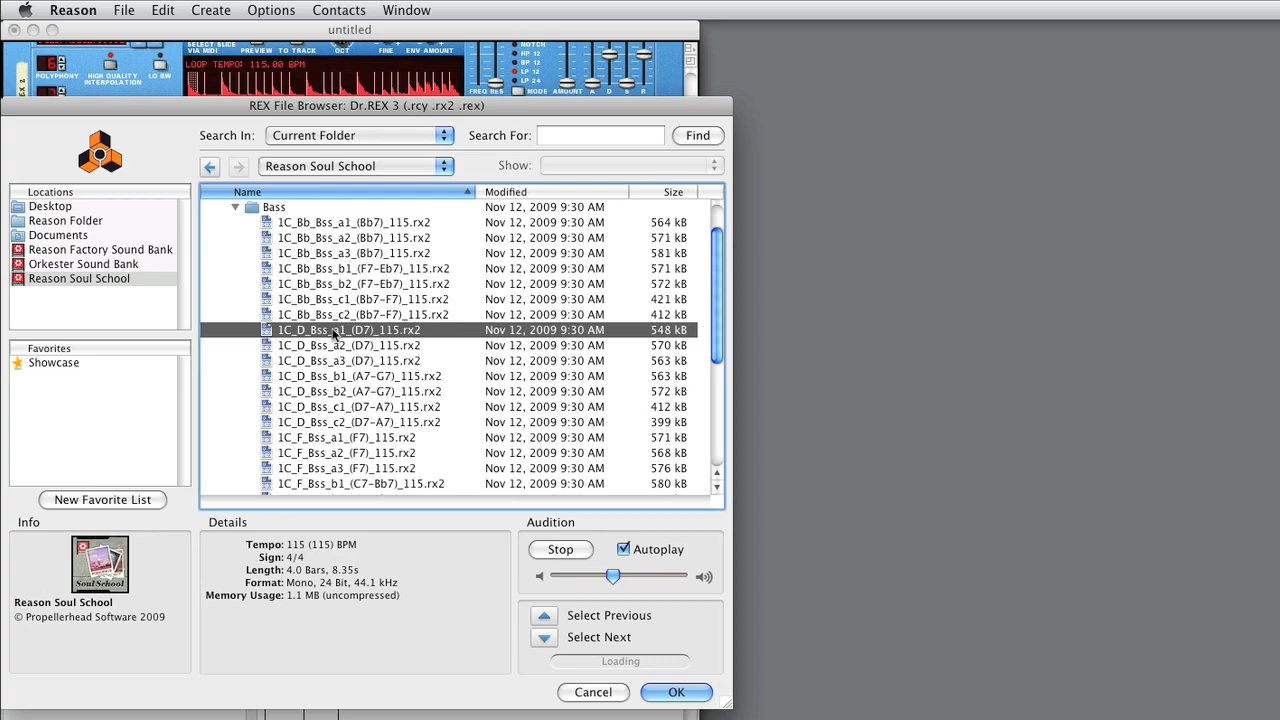 Reason File Edit Create Options Contacts Window
untitled
SELECT SLICE VIA MIDI PREVIEW TO TRACK OCT FINE ENV AMOUNT
NOTCH
HP 12
BP 12
LP 12
LP 24
POLYPHONY HIGH QUALITY INTERPOLATION LO BW
LOOP TEMPO: 115.00 BPM
FREQ RES MODE AMOUNT A D S R
REX File Browser: Dr.REX 3 (.rcy .rx2 .rex)
Search In: Current Folder Search For: Find
Reason Soul School Show:
Locations
Desktop
Reason Folder
Documents
Reason Factory Sound Bank
Orkester Sound Bank
Reason Soul School
Favorites
Showcase
New Favorite List
Name Modified Size
Bass Nov 12, 2009 9:30 AM
1C_Bb_Bss_a1_(Bb7)_115.rx2 Nov 12, 2009 9:30 AM 564 kB
1C_Bb_Bss_a2_(Bb7)_115.rx2 Nov 12, 2009 9:30 AM 571 kB
1C_Bb_Bss_a3_(Bb7)_115.rx2 Nov 12, 2009 9:30 AM 581 kB
1C_Bb_Bss_b1_(F7-Eb7)_115.rx2 Nov 12, 2009 9:30 AM 571 kB
1C_Bb_Bss_b2_(F7-Eb7)_115.rx2 Nov 12, 2009 9:30 AM 572 kB
1C_Bb_Bss_c1_(Bb7-F7)_115.rx2 Nov 12, 2009 9:30 AM 421 kB
1C_Bb_Bss_c2_(Bb7-F7)_115.rx2 Nov 12, 2009 9:30 AM 412 kB
1C_D_Bss_a1_(D7)_115.rx2 Nov 12, 2009 9:30 AM 548 kB
1C_D_Bss_a2_(D7)_115.rx2 Nov 12, 2009 9:30 AM 570 kB
1C_D_Bss_a3_(D7)_115.rx2 Nov 12, 2009 9:30 AM 563 kB
1C_D_Bss_b1_(A7-G7)_115.rx2 Nov 12, 2009 9:30 AM 563 kB
1C_D_Bss_b2_(A7-G7)_115.rx2 Nov 12, 2009 9:30 AM 572 kB
1C_D_Bss_c1_(D7-A7)_115.rx2 Nov 12, 2009 9:30 AM 412 kB
1C_D_Bss_c2_(D7-A7)_115.rx2 Nov 12, 2009 9:30 AM 399 kB
1C_F_Bss_a1_(F7)_115.rx2 Nov 12, 2009 9:30 AM 571 kB
1C_F_Bss_a2_(F7)_115.rx2 Nov 12, 2009 9:30 AM 568 kB
1C_F_Bss_a3_(F7)_115.rx2 Nov 12, 2009 9:30 AM 576 kB
1C_F_Bss_b1_(C7-Bb7)_115.rx2 Nov 12, 2009 9:30 AM 580 kB
Info
SoulSchool
Reason Soul School
© Propellerhead Software 2009
Details
Tempo: 115 (115) BPM
Sign: 4/4
Length: 4.0 Bars, 8.35s
Format: Mono, 24 Bit, 44.1 kHz
Memory Usage: 1.1 MB (uncompressed)
Audition
Stop Autoplay
Select Previous
Select Next
Loading
Cancel OK